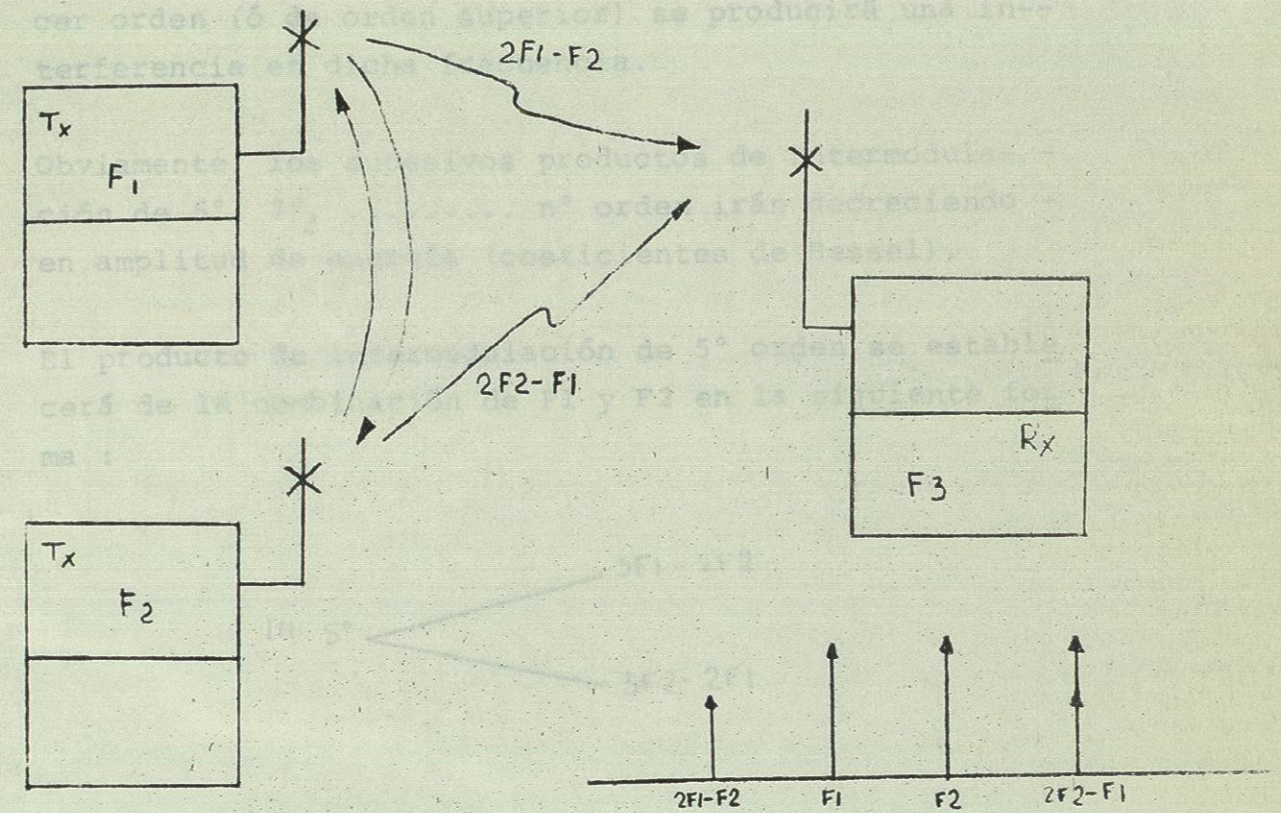 cer orden (ó de orden superior) se producirá una in--
terferencia en dicha frecuencia.
2F1-F2
Tx
F1
Obviamente, los sucesivos productos de intermodula -
ción de 5º, 7º, .......... nº orden irán decreciendo -
en amplitud de energía (coeficientes de Bessel).
El producto de intermodulación de 5º orden se estable
2F2-F1
cerá de la combinación de F1 y F2 en la siguiente for
ma :
Rx
F3
Tx
F2
3F1-2F2
5º
3F2-2F1
2F1-F2 F1 F2 2F2-F1